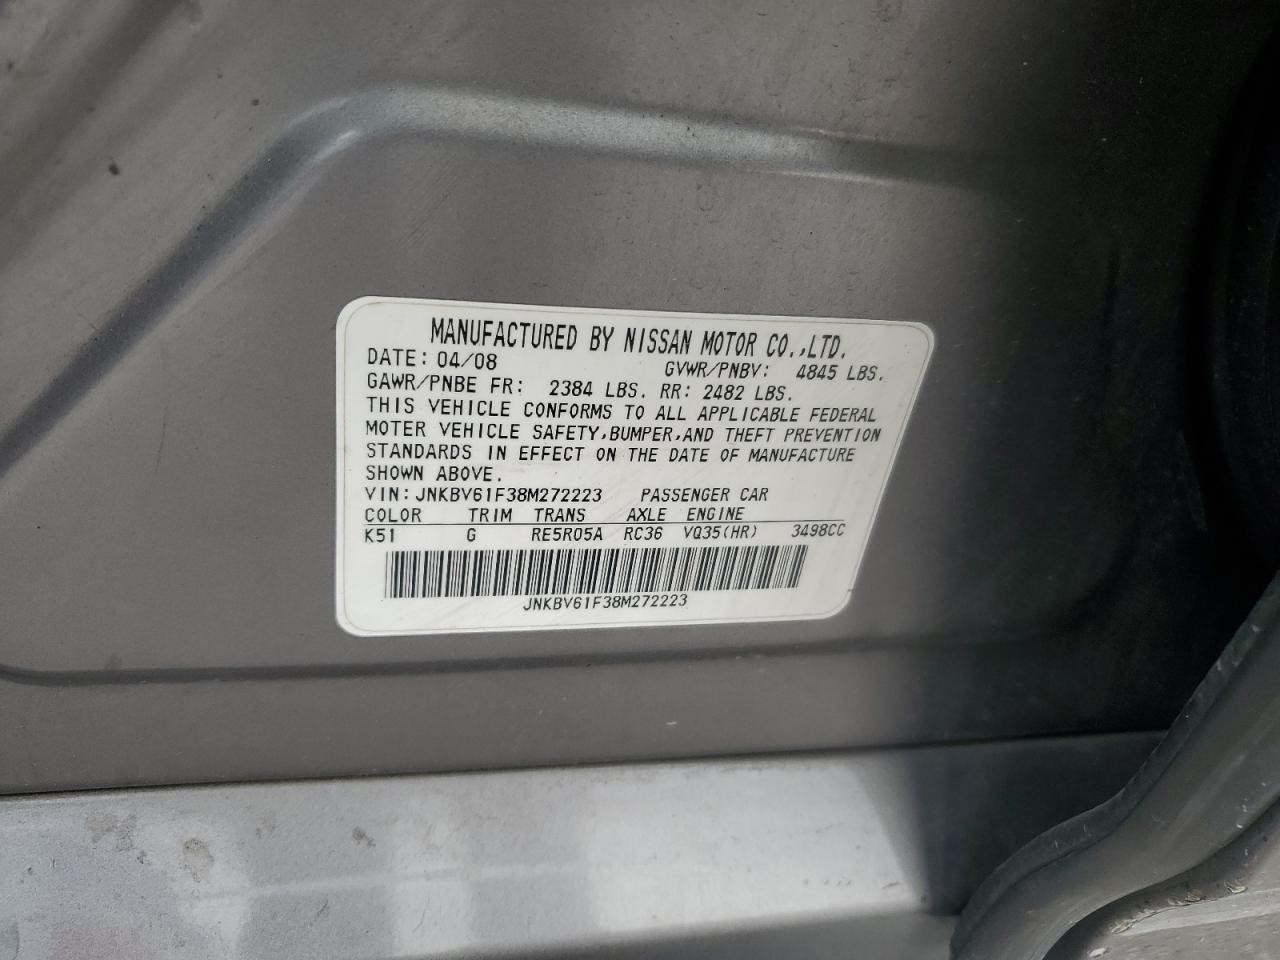 MANUFACTURED BY NISSAN MOTOR CO.,LTD.
DATE: 04/08 GVWR/PNBV: 4845 LBS.
GAWR/PNBE FR: 2384 LBS. RR: 2482 LBS.
THIS VEHICLE CONFORMS TO ALL APPLICABLE FEDERAL
MOTER VEHICLE SAFETY,BUMPER,AND THEFT PREVENTION
STANDARDS IN EFFECT ON THE DATE OF MANUFACTURE
SHOWN ABOVE.
VIN: JNKBV61F38M272223 PASSENGER CAR
COLOR TRIM TRANS AXLE ENGINE
K51 G RE5R05A RC36 VQ35(HR) 3498CC
JNKBV61F38M272223